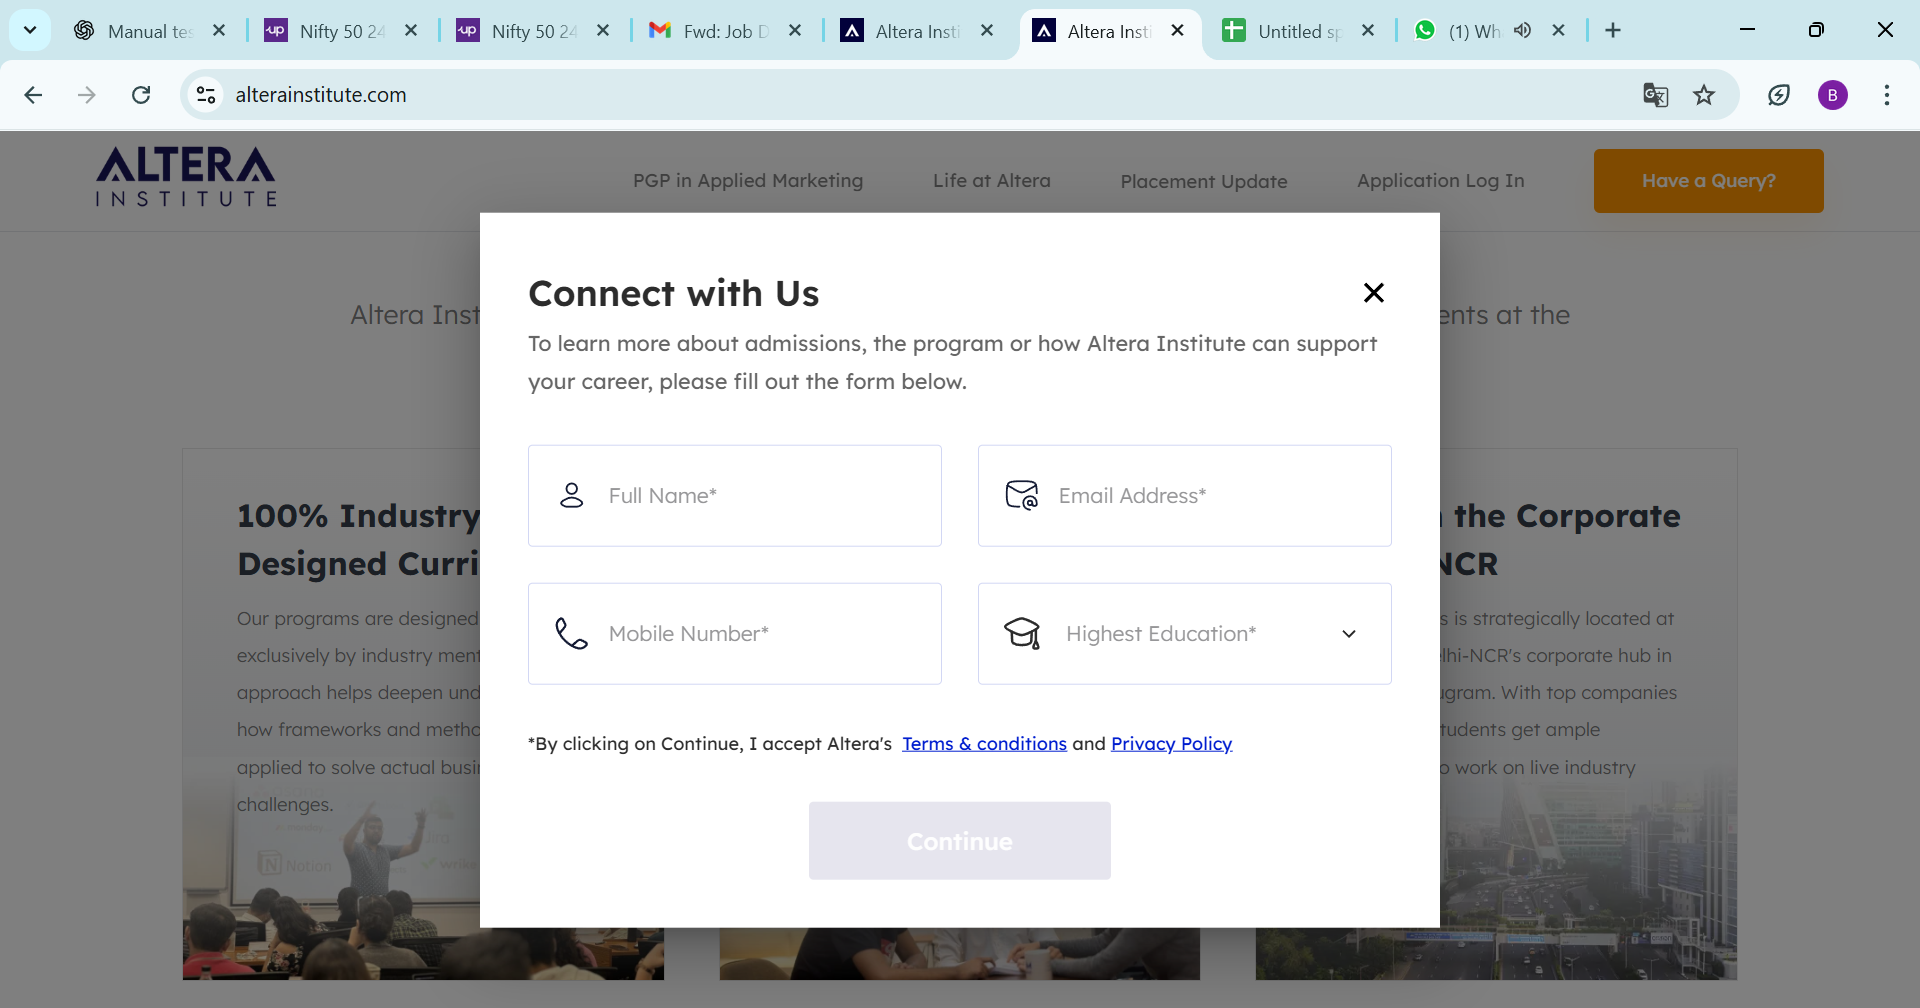 Manual tes
Nifty 50 24
Nifty 50 24
Fwd: Job D
Altera Insti
Altera Insti
Untitled sp
(1) Wh
alterainstitute.com
B
ALTERA
INSTITUTE
PGP in Applied Marketing
Life at Altera
Placement Update
Application Log In
Have a Query?
Altera Inst
ents at the
Connect with Us
To learn more about admissions, the program or how Altera Institute can support
your career, please fill out the form below.
Full Name*
Email Address*
Mobile Number*
Highest Education*
*By clicking on Continue, I accept Altera's Terms & conditions and Privacy Policy
Continue
100% Industry
Designed Curri
Our programs are designed
exclusively by industry ment
approach helps deepen und
how frameworks and metho
applied to solve actual busi
challenges.
Notion
the Corporate
NCR
s is strategically located at
lhi-NCR's corporate hub in
ugram. With top companies
tudents get ample
o work on live industry